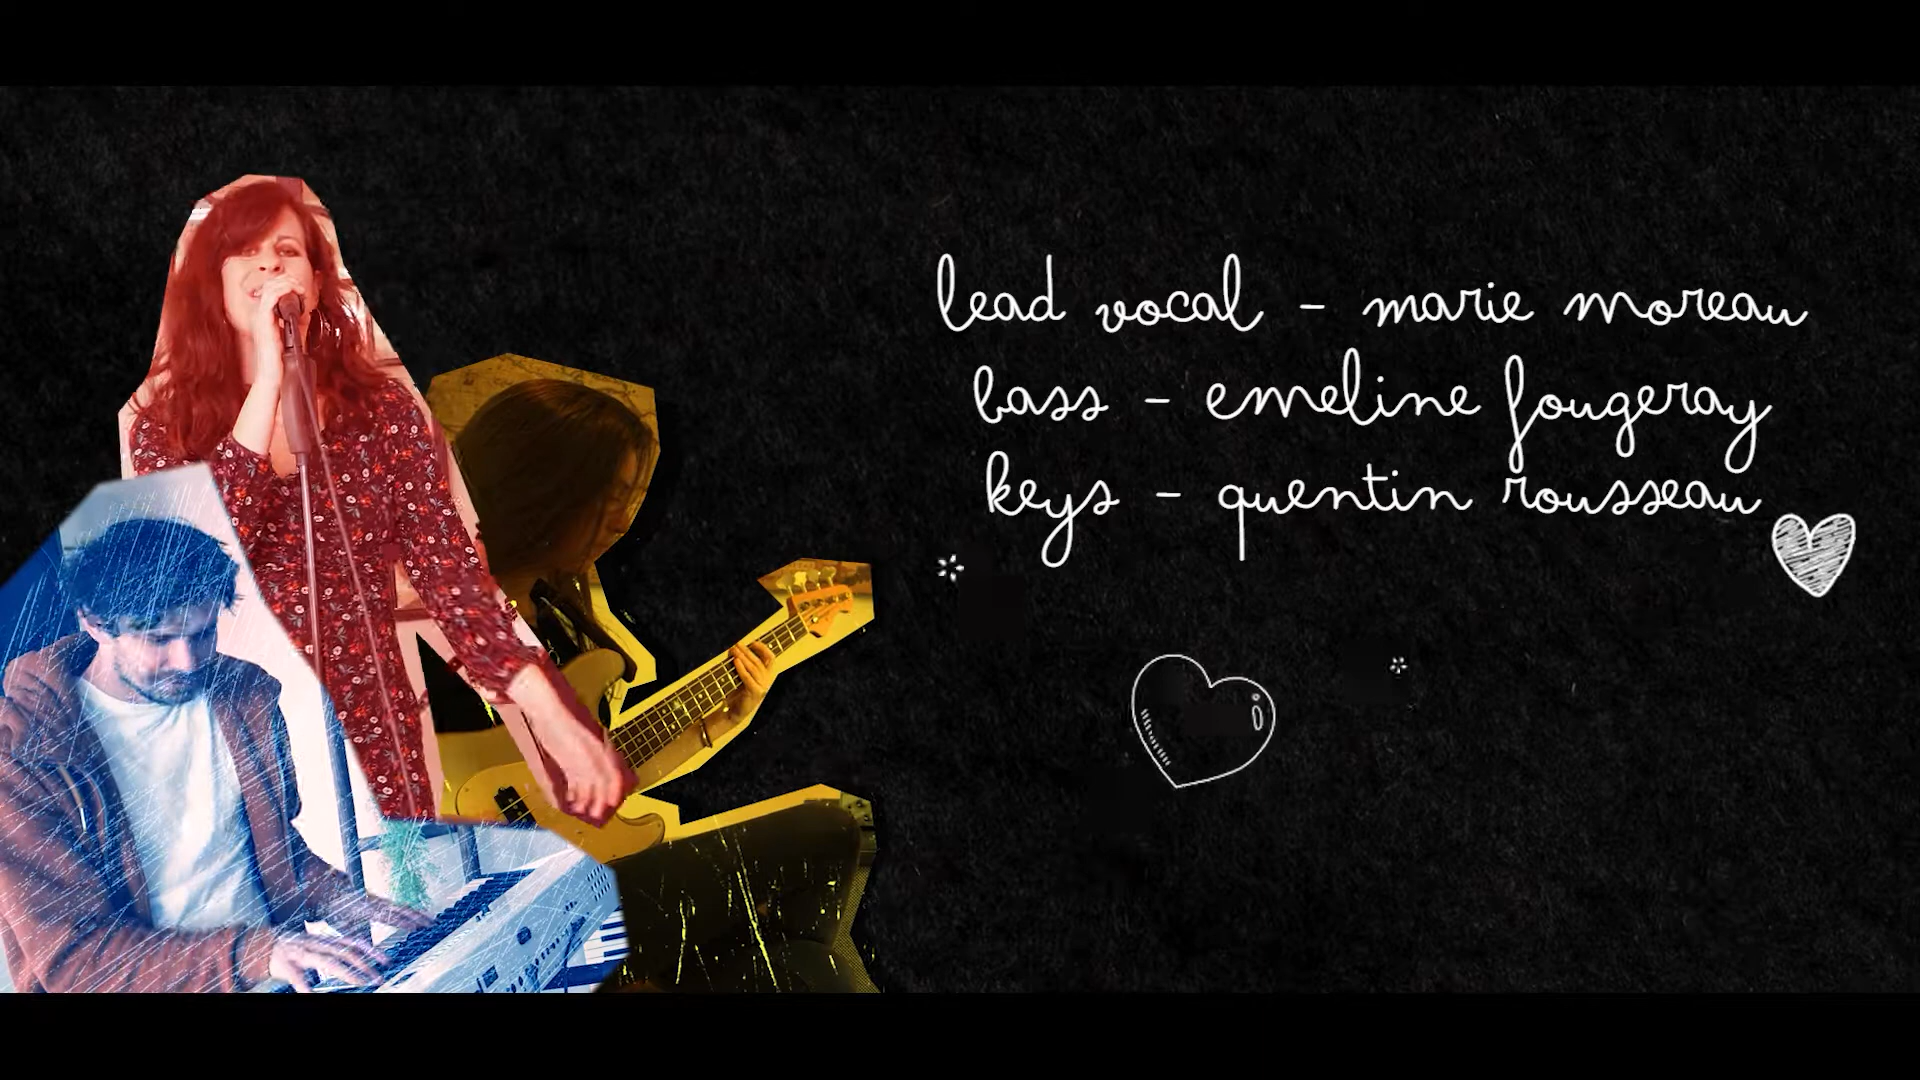 lead vocal - marie moreau
bass - emeline fougeray
keys - quentin rousseau